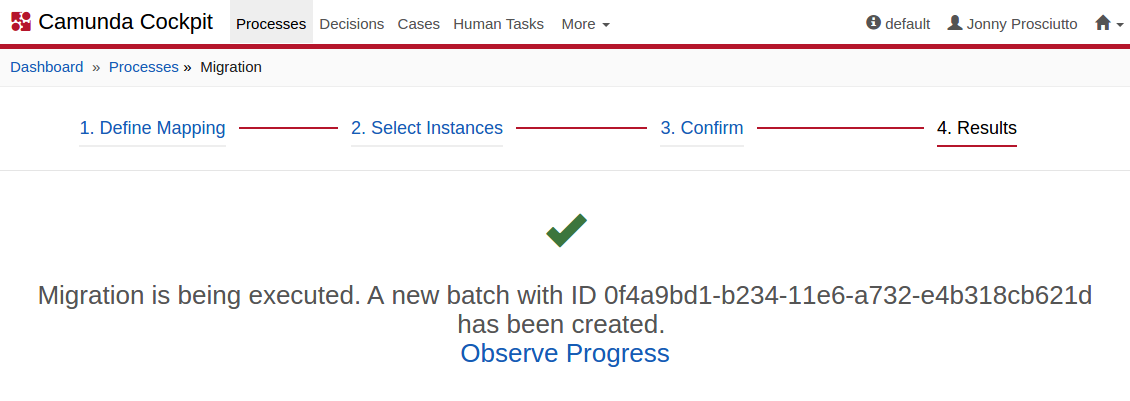 Camunda Cockpit Processes Decisions Cases Human Tasks More default Jonny Prosciutto
Dashboard » Processes » Migration
1. Define Mapping 2. Select Instances 3. Confirm 4. Results
Migration is being executed. A new batch with ID 0f4a9bd1-b234-11e6-a732-e4b318cb621d
has been created.
Observe Progress